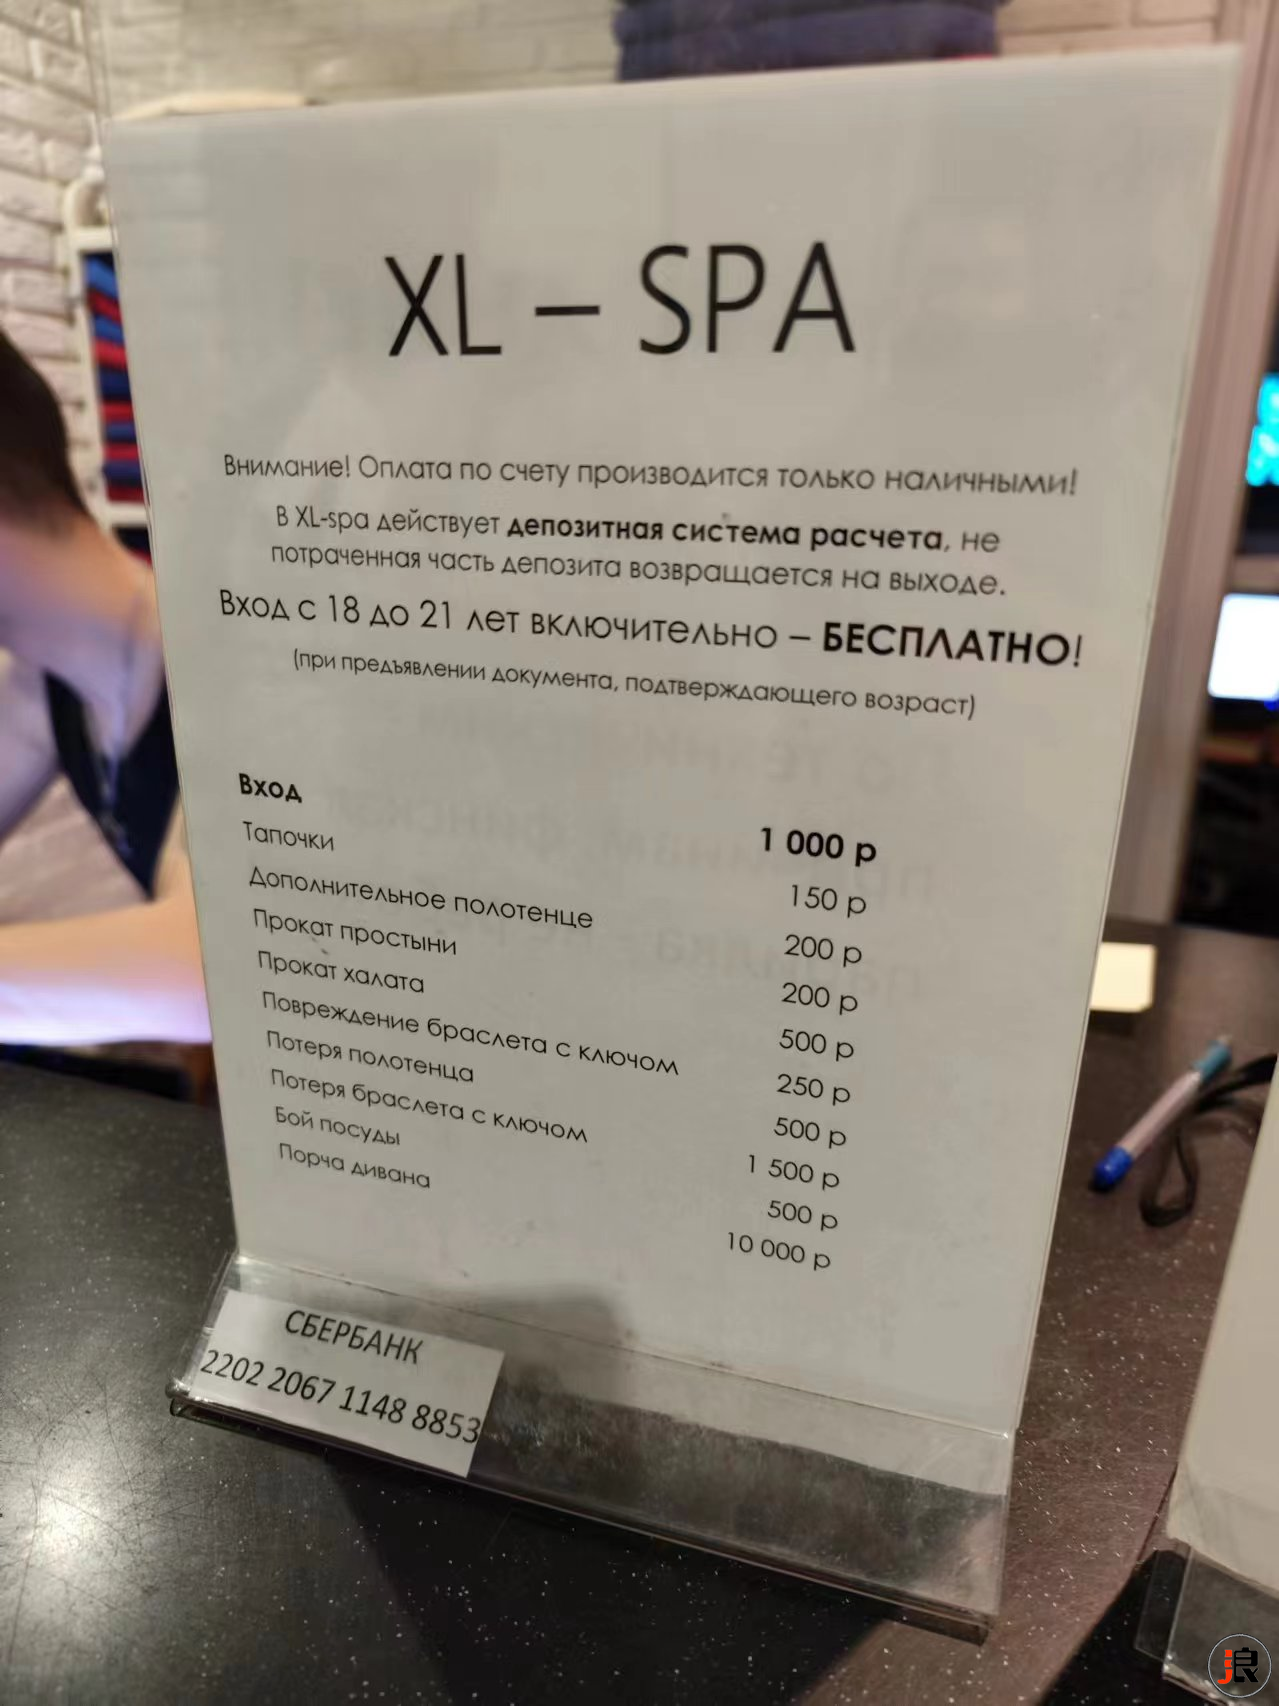 XL – SPA
Внимание! Оплата по счету производится только наличными!
В XL-spa действует депозитная система расчета, не
потраченная часть депозита возвращается на выходе.
Вход с 18 до 21 лет включительно – БЕСПЛАТНО!
(при предъявлении документа, подтверждающего возраст)
Вход 1 000 р
Тапочки 150 р
Дополнительное полотенце 200 р
Прокат простыни 200 р
Прокат халата 500 р
Повреждение браслета с ключом 250 р
Потеря полотенца 500 р
Потеря браслета с ключом 1 500 р
Бой посуды 500 р
Порча дивана 10 000 р
СБЕРБАНК
2202 2067 1148 8853
浪